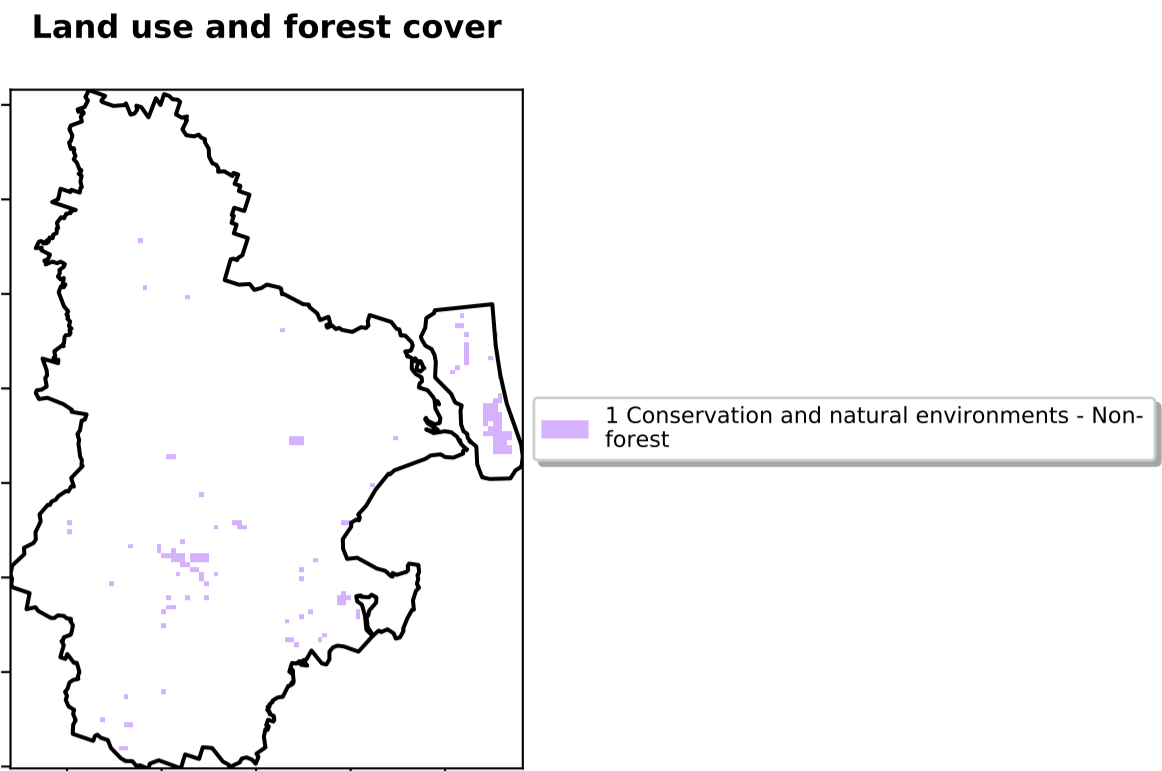 Land use and forest cover
1 Conservation and natural environments - Non-
forest